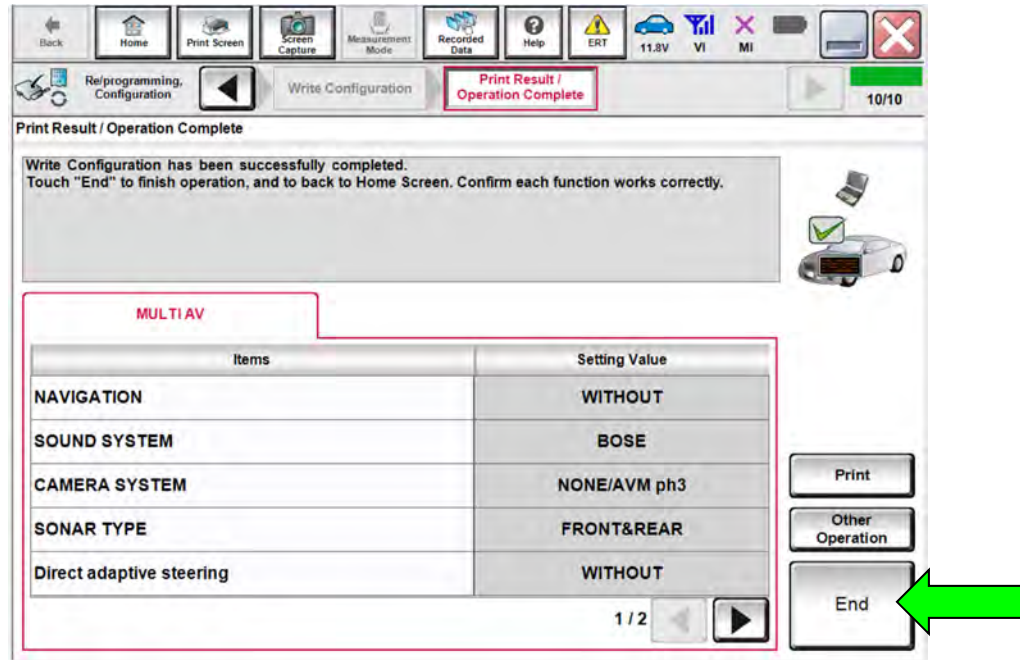 Back
Home
Print Screen
Screen
Capture
Measurement
Mode
Recorded
Data
Help
ERT
11.8V
VI
MI
Re/programming,
Configuration
Write Configuration
Print Result /
Operation Complete
10/10
Print Result / Operation Complete
Write Configuration has been successfully completed.
Touch "End" to finish operation, and to back to Home Screen. Confirm each function works correctly.
MULTI AV
Items
Setting Value
NAVIGATION
WITHOUT
SOUND SYSTEM
BOSE
CAMERA SYSTEM
NONE/AVM ph3
SONAR TYPE
FRONT&REAR
Direct adaptive steering
WITHOUT
1 / 2
Print
Other
Operation
End